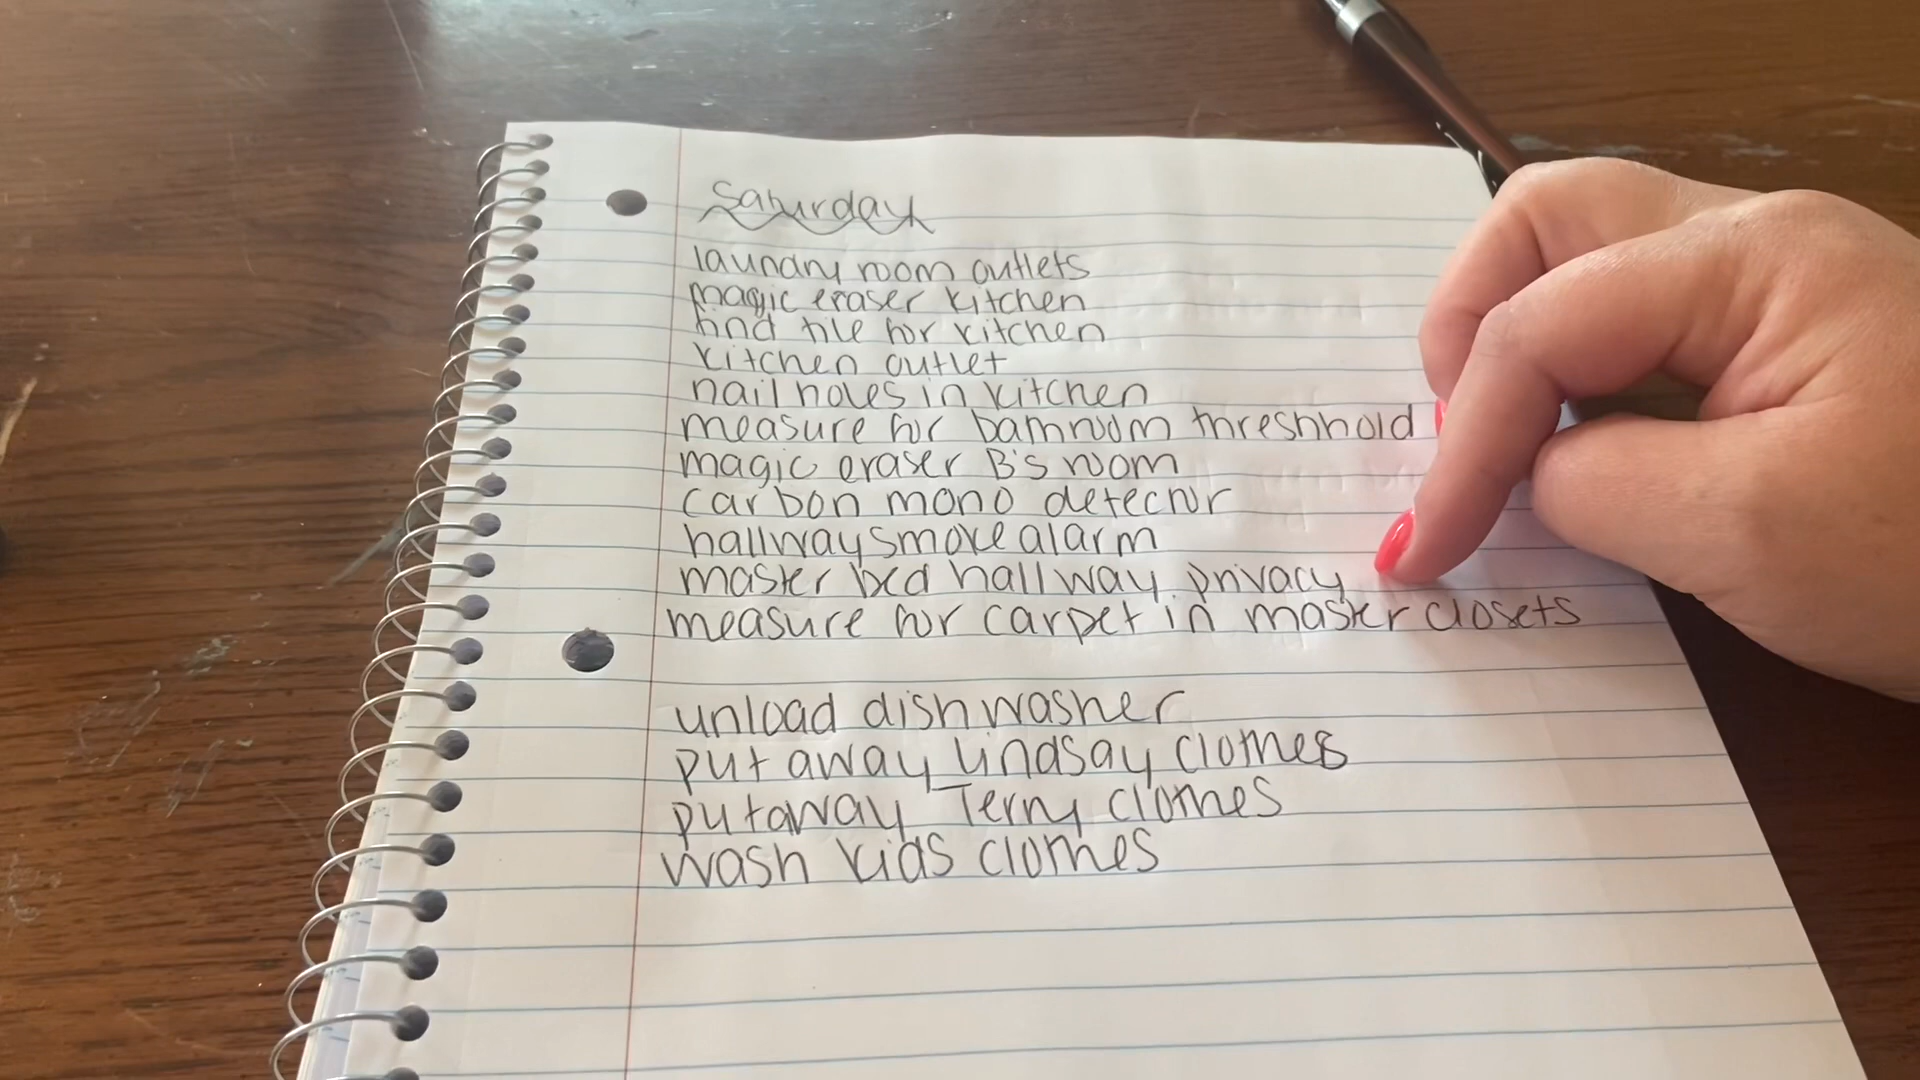 Saturday
laundry room outlets
magic eraser kitchen
find tile for kitchen
kitchen outlet
nail holes in kitchen
measure for bathroom threshhold
magic eraser B's room
carbon mono detector
hallway smoke alarm
master bed hallway privacy
measure for carpet in master closets
unload dishwasher
put away Lindsay clothes
put away Terry clothes
wash kids clothes